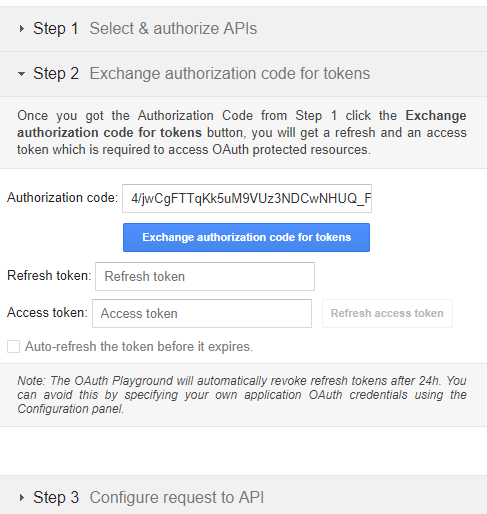 Step 1 Select & authorize APIs
Step 2 Exchange authorization code for tokens
Once you got the Authorization Code from Step 1 click the Exchange
authorization code for tokens button, you will get a refresh and an access
token which is required to access OAuth protected resources.
Authorization code: 4/jwCgFTTqKk5uM9VUz3NDCwNHUQ_F
Exchange authorization code for tokens
Refresh token: Refresh token
Access token: Access token Refresh access token
Auto-refresh the token before it expires.
Note: The OAuth Playground will automatically revoke refresh tokens after 24h. You
can avoid this by specifying your own application OAuth credentials using the
Configuration panel.
Step 3 Configure request to API